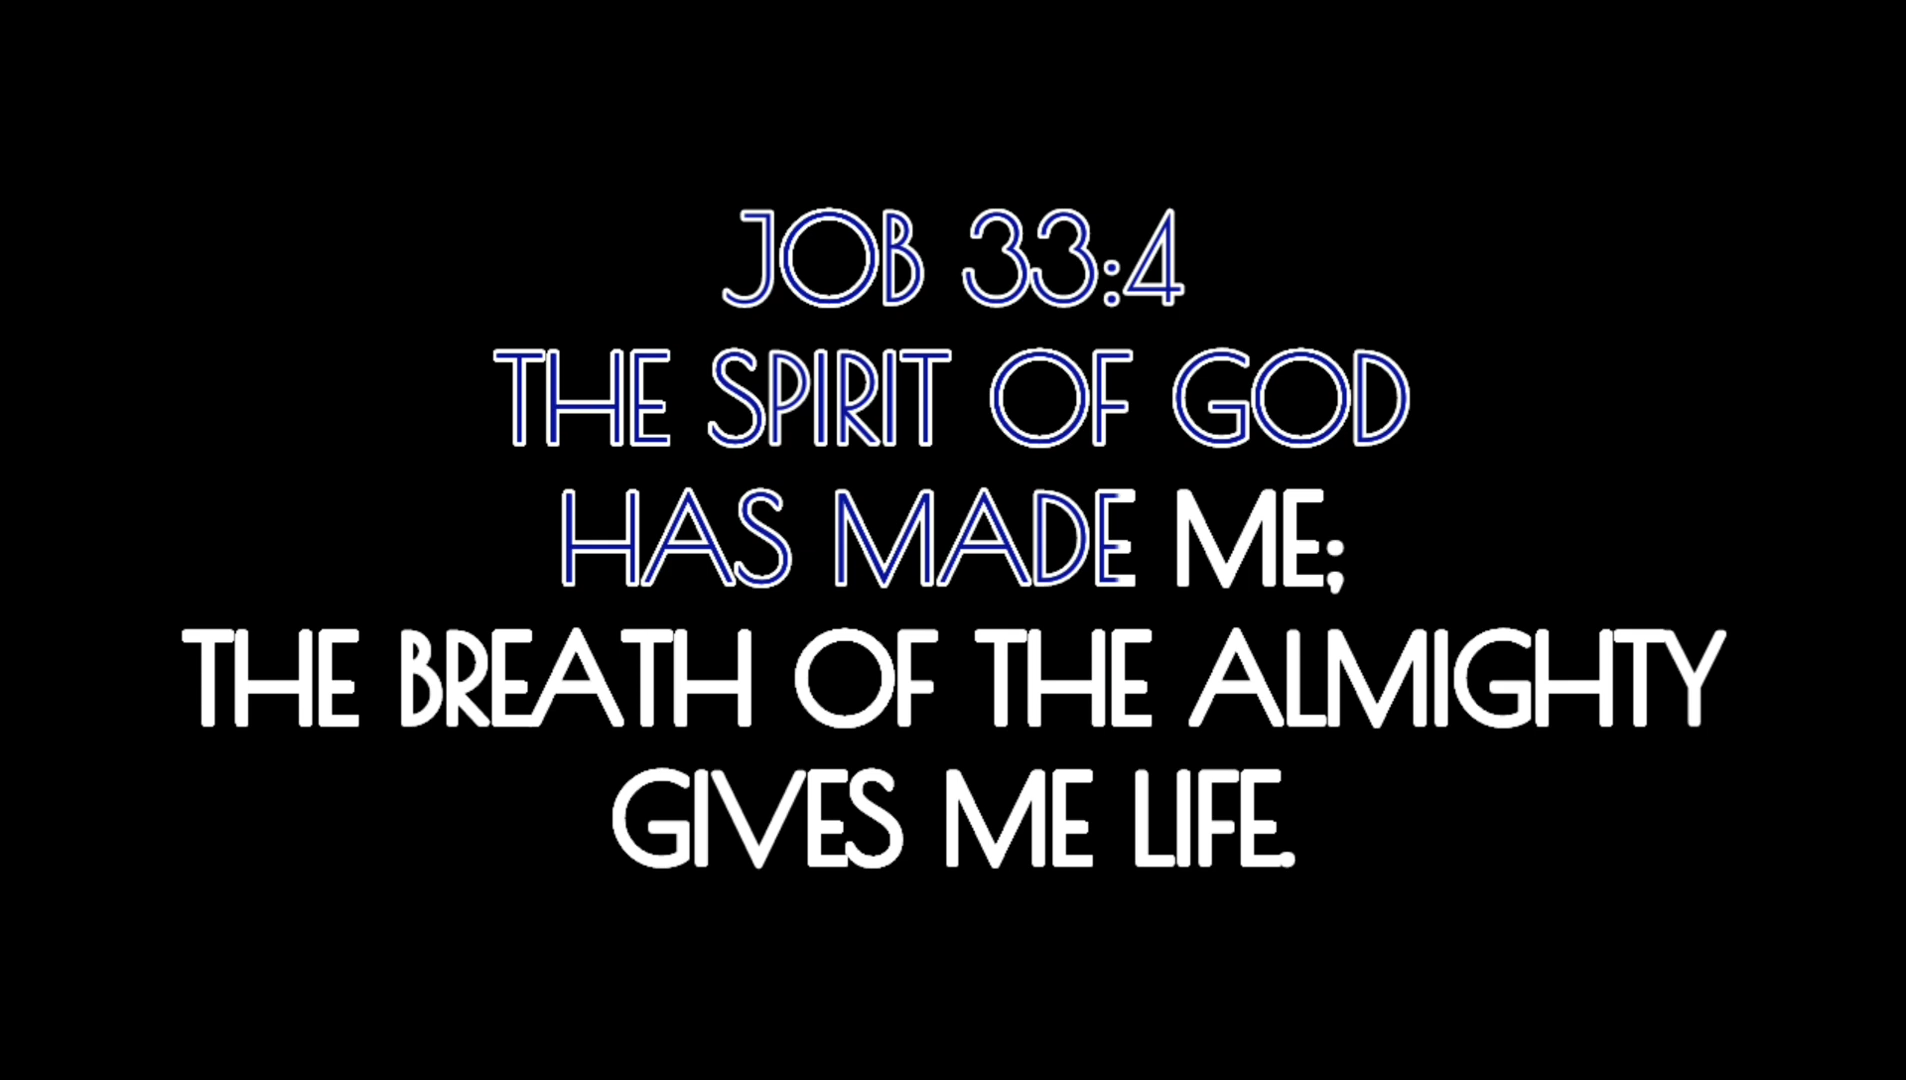 JOB 33:4
THE SPIRIT OF GOD
HAS MADE ME;
THE BREATH OF THE ALMIGHTY
GIVES ME LIFE.